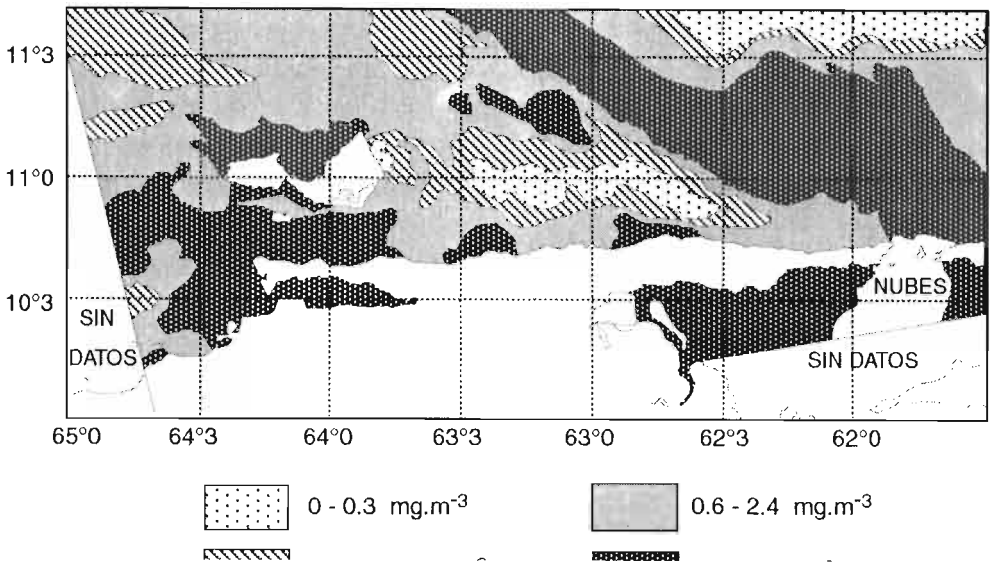 11°3
11°0
10°3
SIN
DATOS
NUBES
SIN DATOS
65°0 64°3 64°0 63°3 63°0 62°3 62°0
0 - 0.3 mg.m-3 0.6 - 2.4 mg.m-3